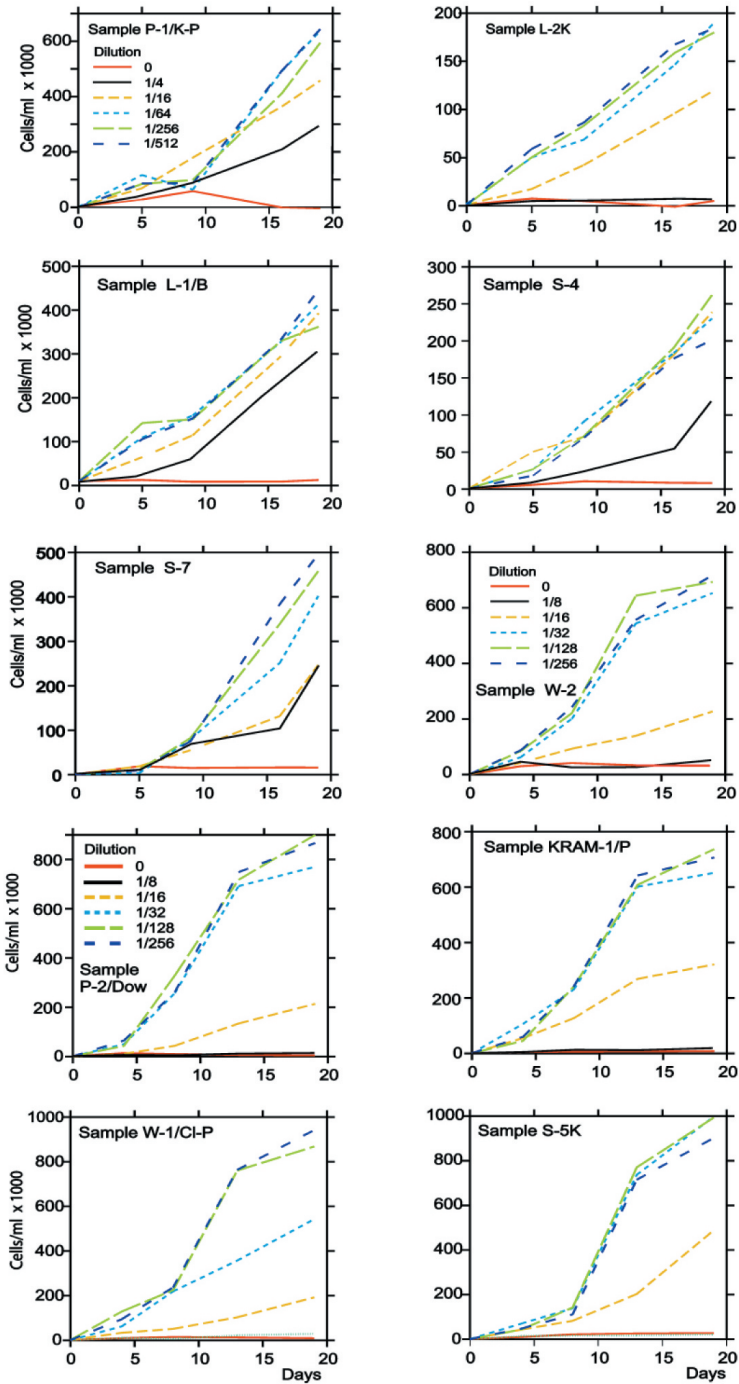 Sample P-1/K-P
Dilution
0
1/4
1/16
1/64
1/256
1/512
Cells/ml x 1000
600
400
200
0
0 5 10 15 20
Sample L-2K
200
150
100
50
0
0 5 10 15 20
Sample L-1/B
Cells/ml x 1000
500
400
300
200
100
0
0 5 10 15 20
Sample S-4
300
250
200
150
100
50
0
0 5 10 15 20
Sample S-7
Cells/ml x 1000
500
400
300
200
100
0
0 5 10 15 20
800
600
400
200
0
Dilution
0
1/8
1/16
1/32
1/128
1/256
Sample W-2
0 5 10 15 20
Cells/ml x 1000
800
600
400
200
0
Dilution
0
1/8
1/16
1/32
1/128
1/256
Sample
P-2/Dow
0 5 10 15 20
Sample KRAM-1/P
800
600
400
200
0
0 5 10 15 20
Sample W-1/Cl-P
Cells/ml x 1000
1000
800
600
400
200
0
0 5 10 15 20
Days
Sample S-5K
1000
800
600
400
200
0
0 5 10 15 20
Days